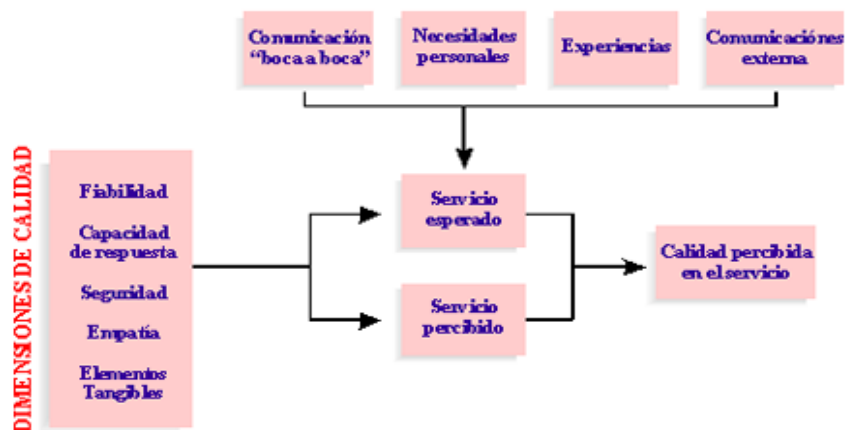 Comunicación
“boca a boca”
Necesidades
personales
Experiencias
Comunicaciónes
externa
DIMENSIONES DE CALIDAD
Fiabilidad
Capacidad
de respuesta
Seguridad
Empatía
Elementos
Tangibles
Servicio
esperado
Servicio
percibido
Calidad percibida
en el servicio